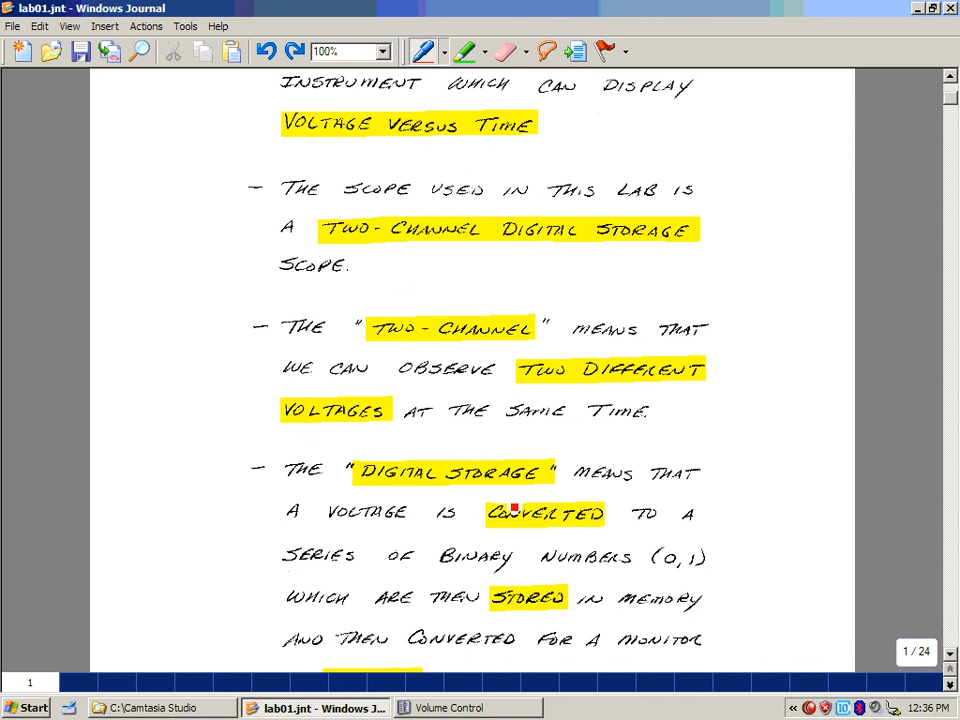 lab01.jnt - Windows Journal
File Edit View Insert Actions Tools Help
100%
INSTRUMENT WHICH CAN DISPLAY
VOLTAGE VERSUS TIME
- THE SCOPE USED IN THIS LAB IS
A TWO-CHANNEL DIGITAL STORAGE
SCOPE.
- THE "TWO-CHANNEL" MEANS THAT
WE CAN OBSERVE TWO DIFFERENT
VOLTAGES AT THE SAME TIME.
- THE "DIGITAL STORAGE" MEANS THAT
A VOLTAGE IS CONVERTED TO A
SERIES OF BINARY NUMBERS (0,1)
WHICH ARE THEN STORED IN MEMORY
AND THEN CONVERTED FOR A MONITOR
1 / 24
1
Start C:\Camtasia Studio lab01.jnt - Windows J... Volume Control 12:36 PM